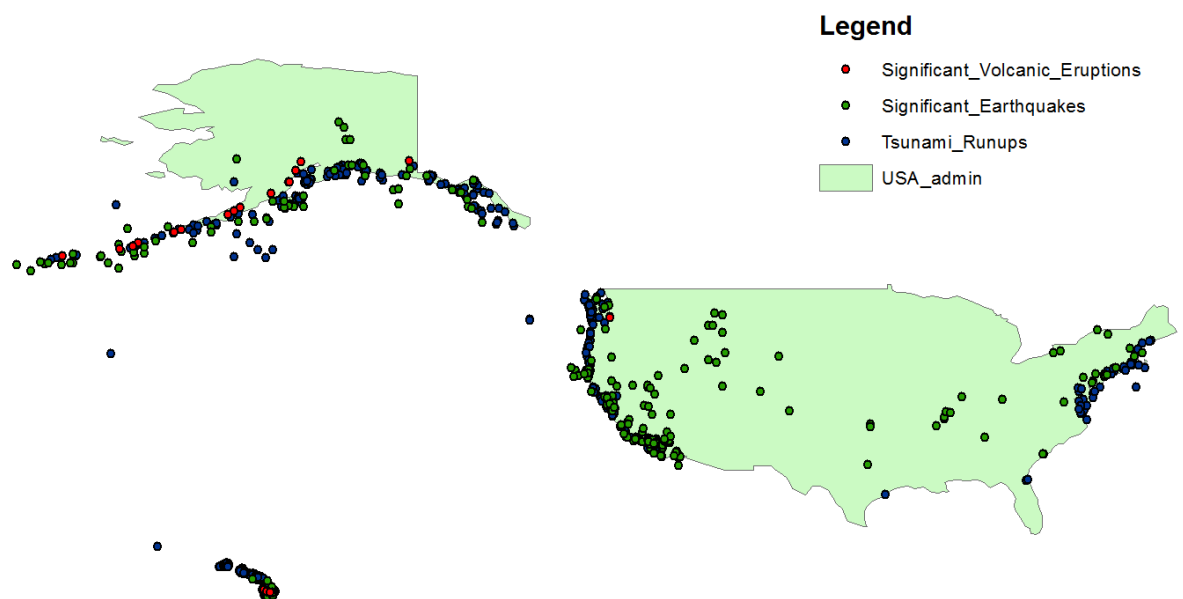 Legend
Significant_Volcanic_Eruptions
Significant_Earthquakes
Tsunami_Runups
USA_admin